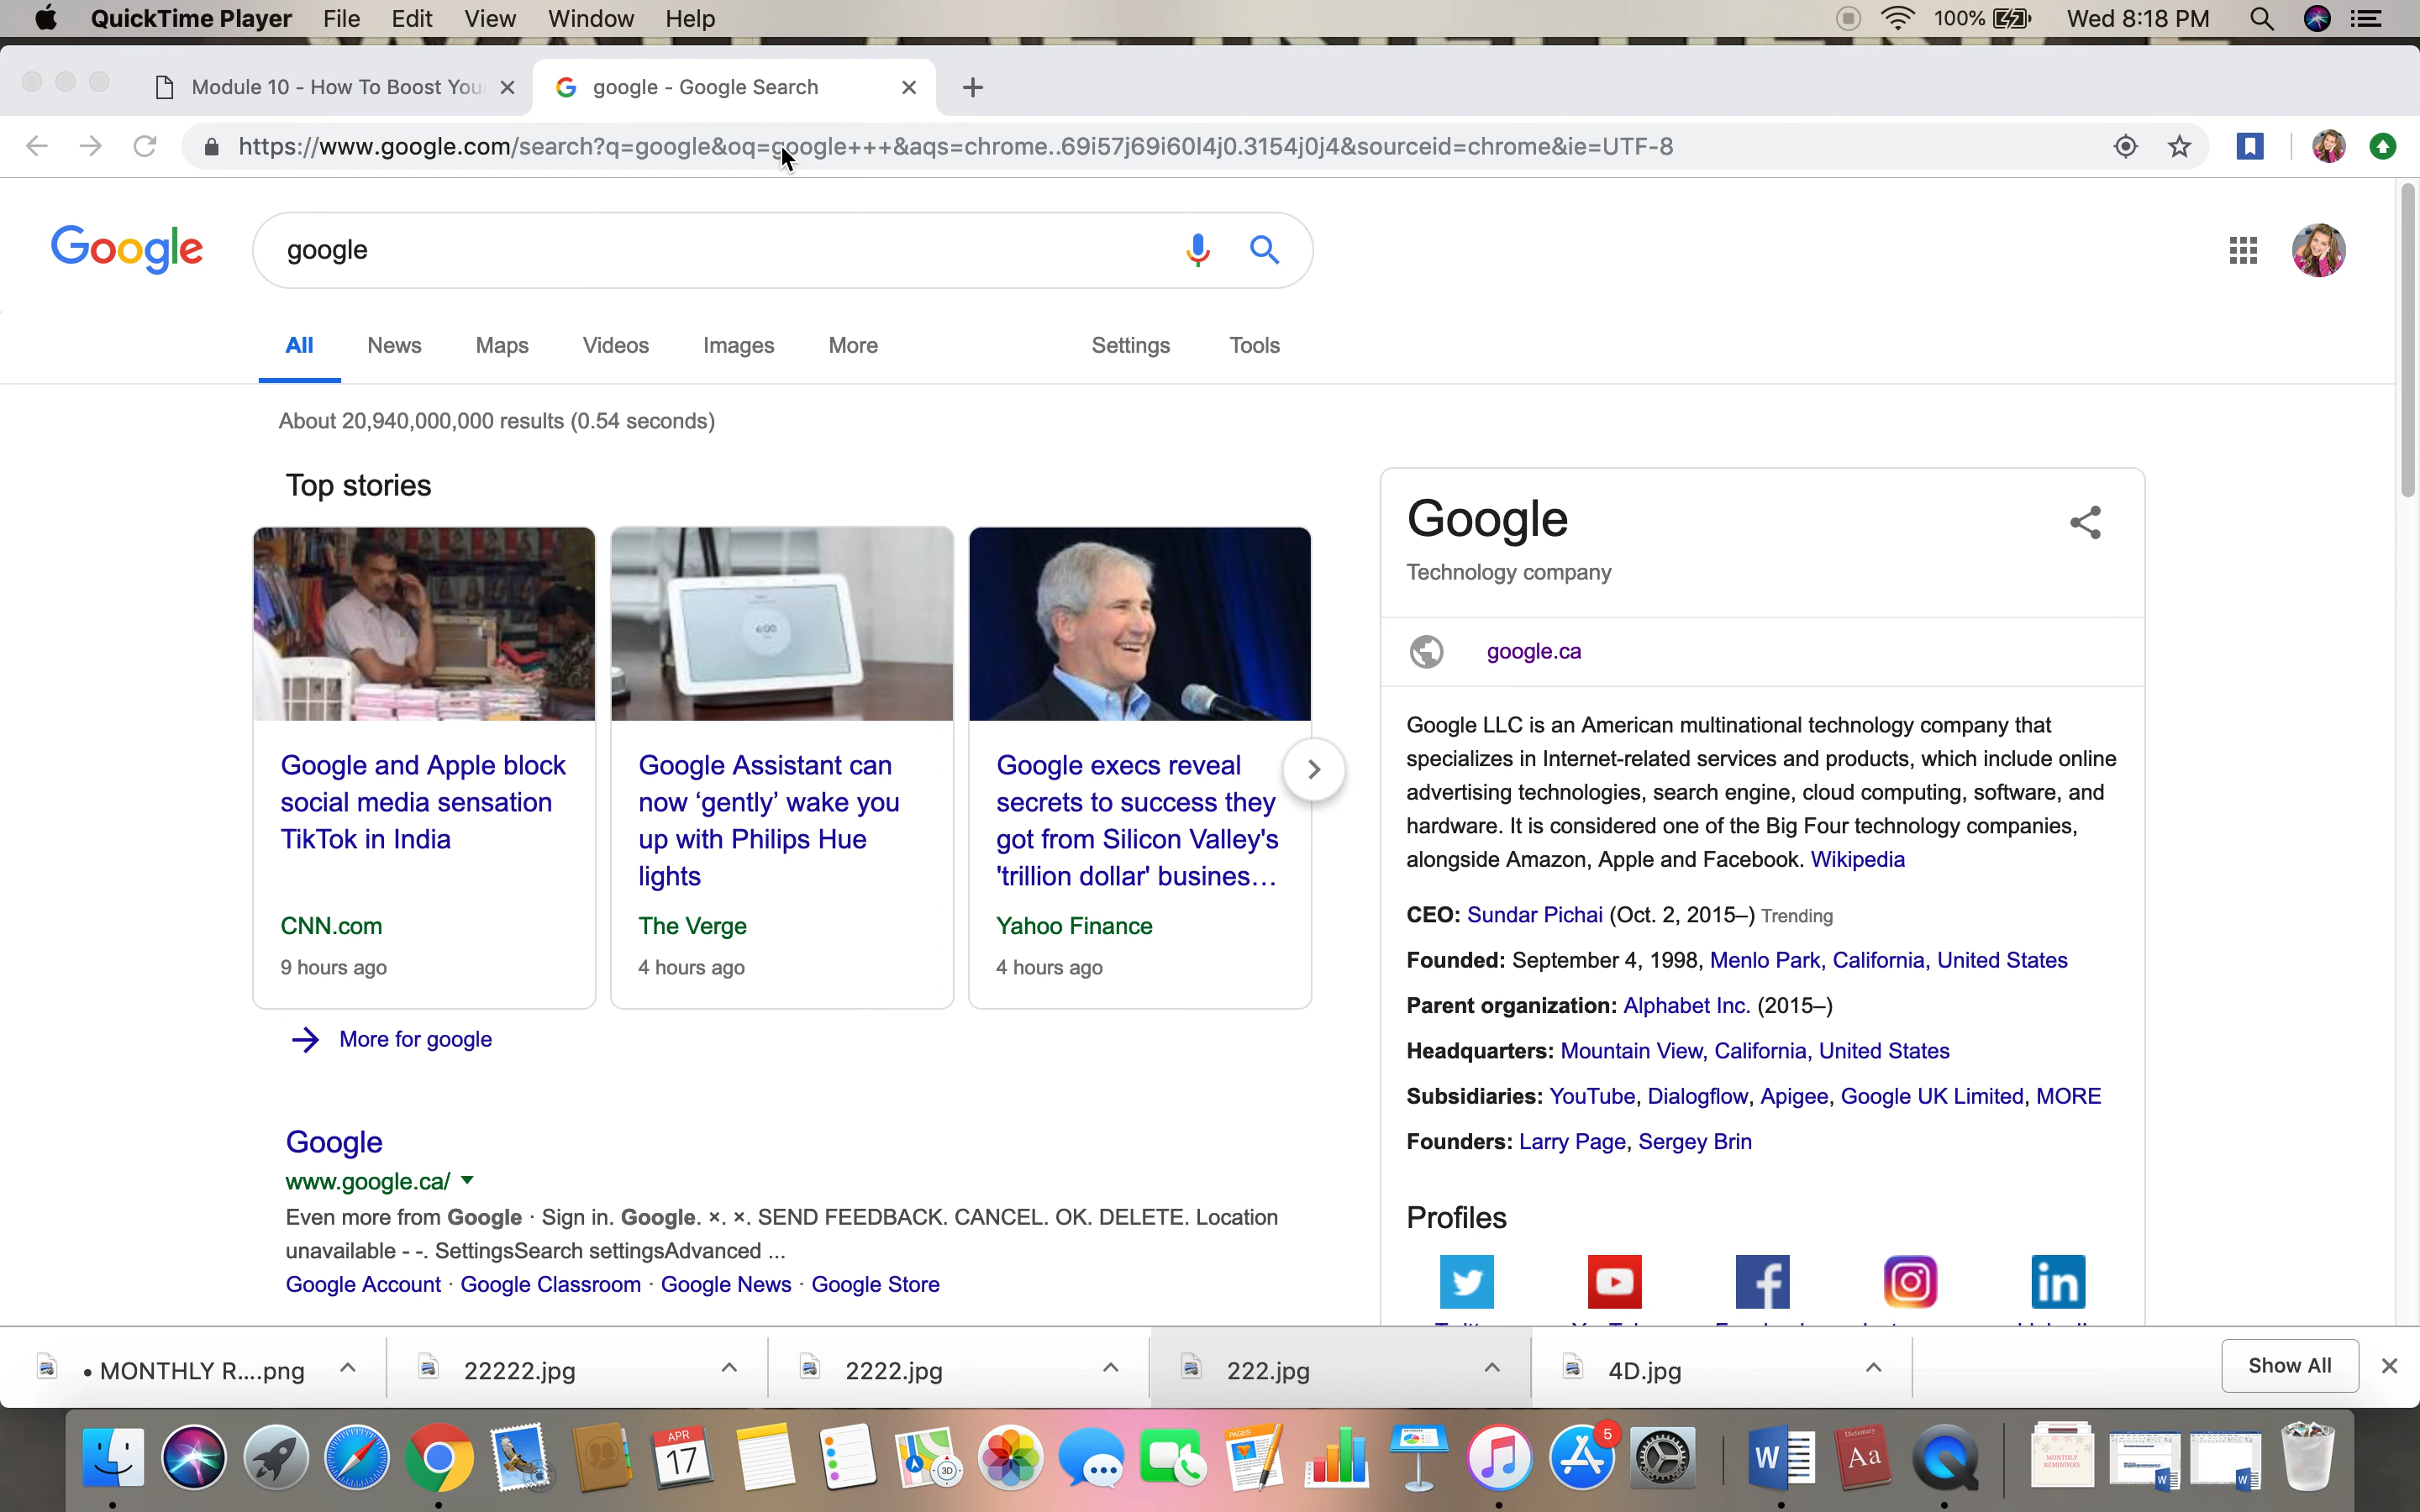 QuickTime Player File Edit View Window Help 100% Wed 8:18 PM
Module 10 - How To Boost You google - Google Search
https://www.google.com/search?q=google&oq=google+++&aqs=chrome..69i57j69i60l4j0.3154j0j4&sourceid=chrome&ie=UTF-8
Google google
All News Maps Videos Images More Settings Tools
About 20,940,000,000 results (0.54 seconds)
Top stories
6:00
Google and Apple block
social media sensation
TikTok in India
CNN.com
9 hours ago
Google Assistant can
now ‘gently’ wake you
up with Philips Hue
lights
The Verge
4 hours ago
Google execs reveal
secrets to success they
got from Silicon Valley's
'trillion dollar' busines...
Yahoo Finance
4 hours ago
More for google
Google
www.google.ca/
Even more from Google · Sign in. Google. ×. ×. SEND FEEDBACK. CANCEL. OK. DELETE. Location
unavailable - -. SettingsSearch settingsAdvanced ...
Google Account · Google Classroom · Google News · Google Store
Google
Technology company
google.ca
Google LLC is an American multinational technology company that
specializes in Internet-related services and products, which include online
advertising technologies, search engine, cloud computing, software, and
hardware. It is considered one of the Big Four technology companies,
alongside Amazon, Apple and Facebook. Wikipedia
CEO: Sundar Pichai (Oct. 2, 2015–) Trending
Founded: September 4, 1998, Menlo Park, California, United States
Parent organization: Alphabet Inc. (2015–)
Headquarters: Mountain View, California, United States
Subsidiaries: YouTube, Dialogflow, Apigee, Google UK Limited, MORE
Founders: Larry Page, Sergey Brin
Profiles
• MONTHLY R....png 22222.jpg 2222.jpg 222.jpg 4D.jpg Show All
APR
17
3D
PAGES
5
W
Dictionary
Aa
MONTHLY
REMINDERS
W
W